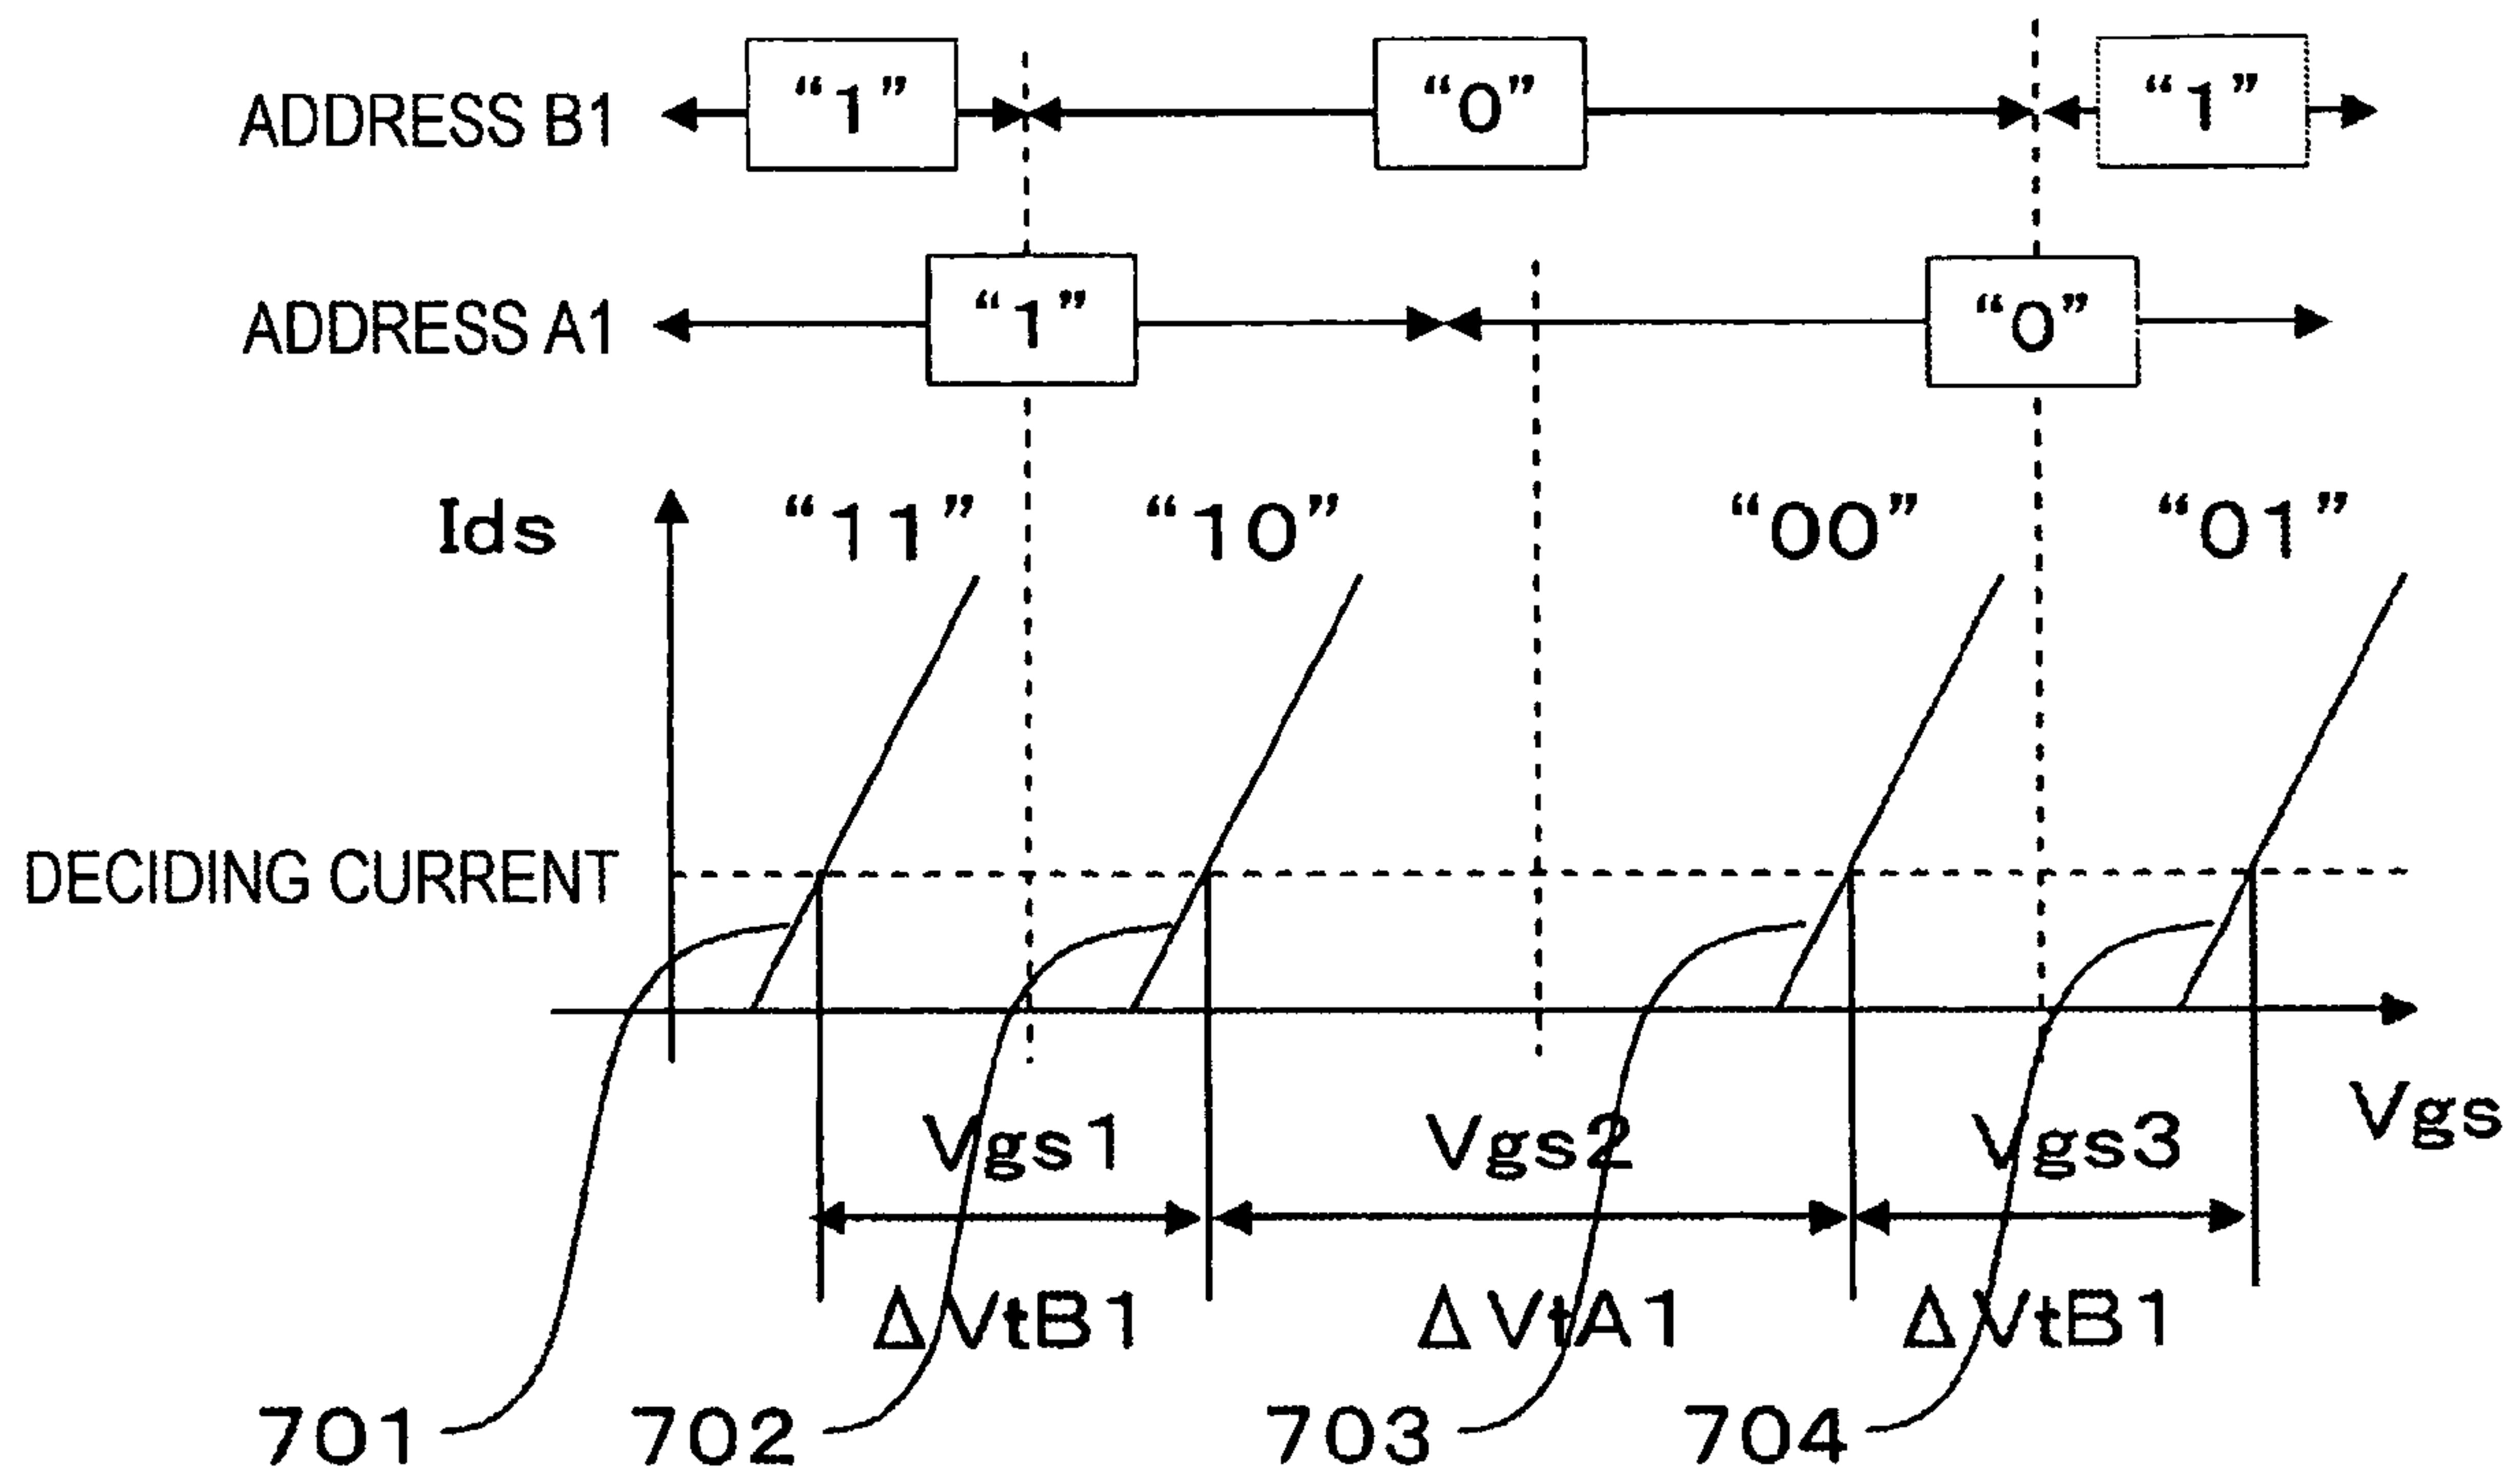 ADDRESS B1 “1” “0” “1”
ADDRESS A1 “1” “0”
Ids “11” “10” “00” “01”
DECIDING CURRENT
Vgs
Vgs1 Vgs2 Vgs3
ΔVtB1 ΔVtA1 ΔVtB1
701 702 703 704